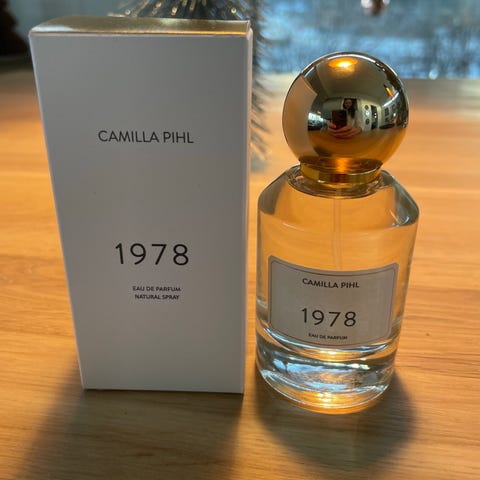 CAMILLA PIHL
1978
EAU DE PARFUM
NATURAL SPRAY
CAMILLA PIHL
1978
EAU DE PARFUM